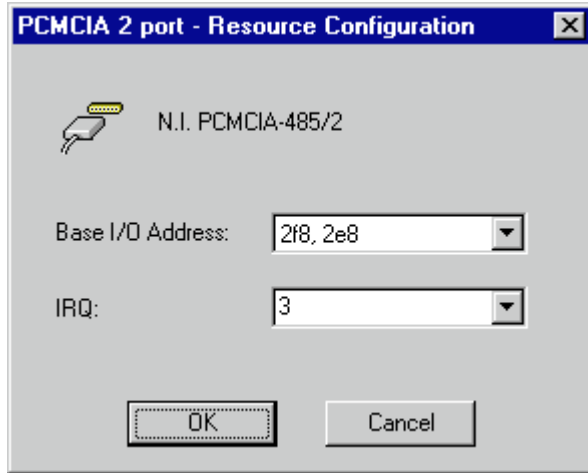 PCMCIA 2 port - Resource Configuration
N.I. PCMCIA-485/2
Base I/O Address: 2f8, 2e8
IRQ: 3
OK Cancel